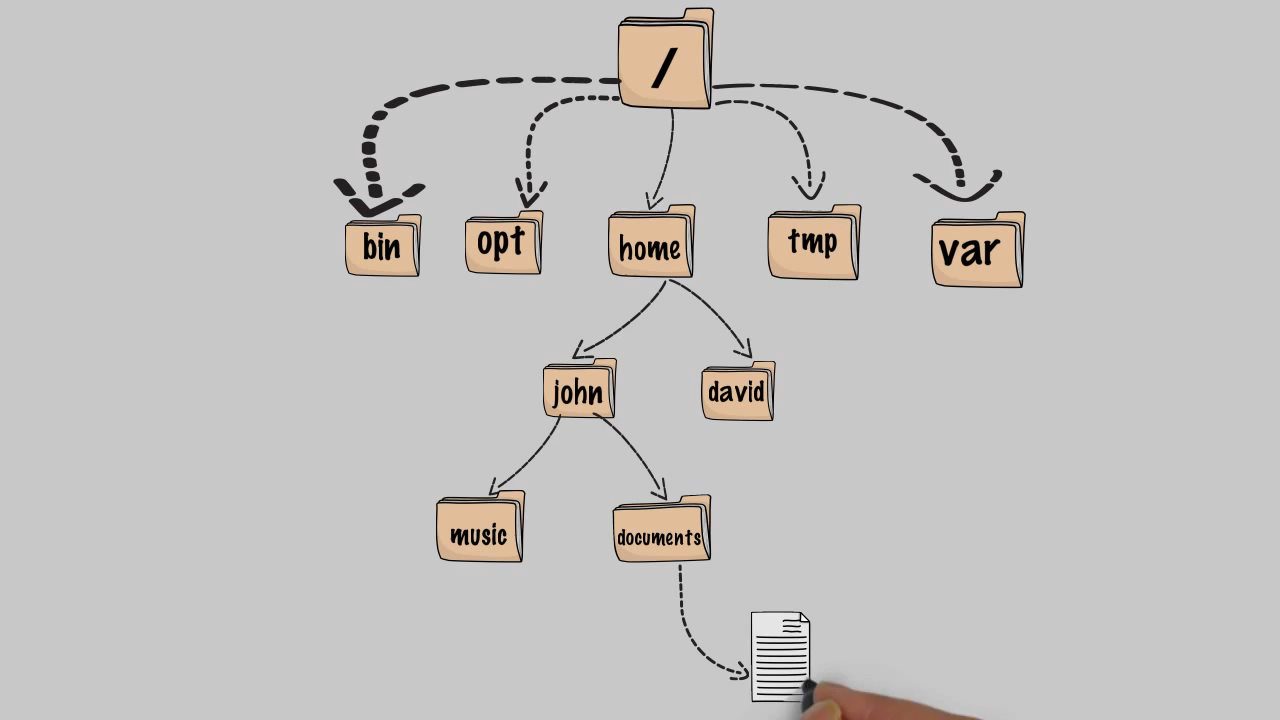 /
bin
opt
home
tmp
var
john
david
music
documents